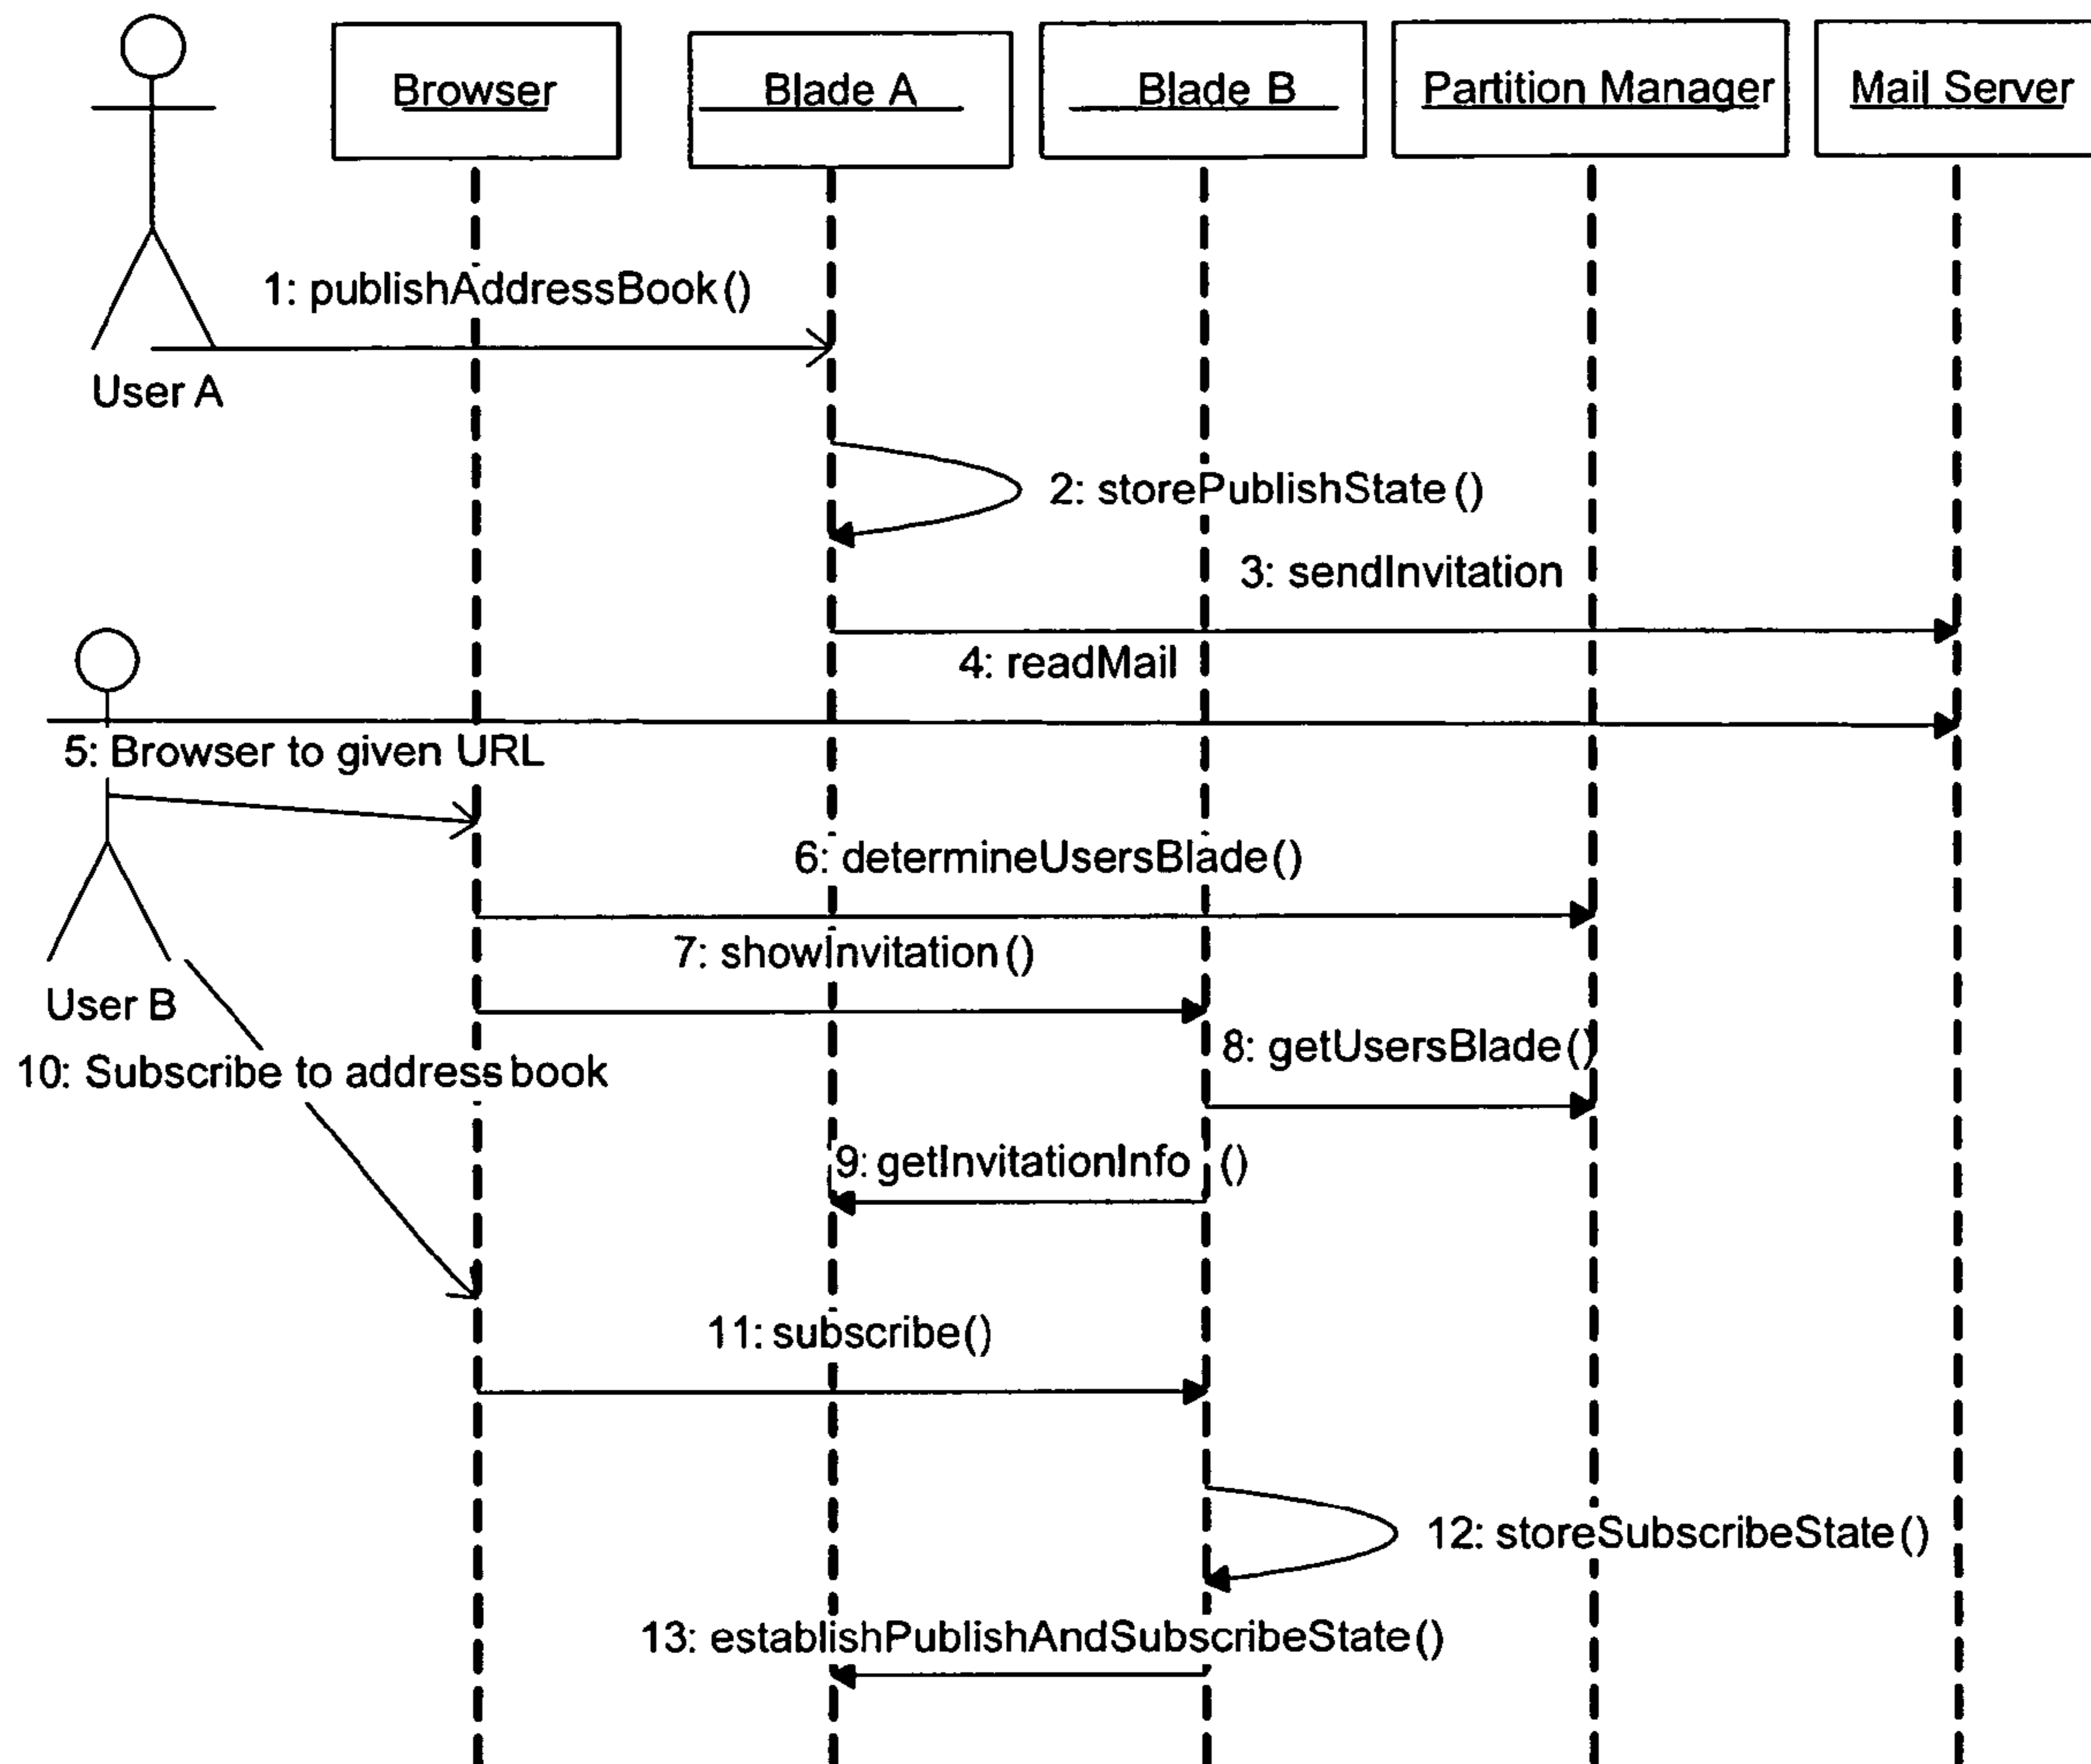 Browser
Blade A
Blade B
Partition Manager
Mail Server
1: publishAddressBook()
User A
2: storePublishState()
3: sendInvitation
4: readMail
5: Browser to given URL
6: determineUsersBlade()
7: showInvitation()
User B
8: getUsersBlade()
10: Subscribe to address book
9: getInvitationInfo ()
11: subscribe()
12: storeSubscribeState()
13: establishPublishAndSubscribeState()